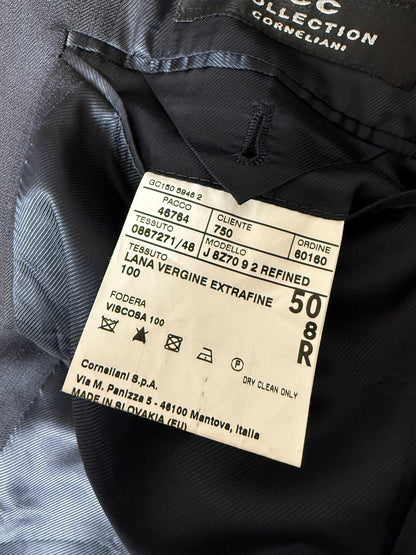 CC
COLLECTION
CORNELIANI
GC150 5946 2
PACCO
46764
CLIENTE
750
ORDINE
60160
TESSUTO
0867271/48
MODELLO
J 8Z70 9 2 REFINED
TESSUTO
LANA VERGINE EXTRAFINE
100
50
8
R
FODERA
VISCOSA 100
P
DRY CLEAN ONLY
Corneliani S.p.A.
Via M. Panizza 5 - 46100 Mantova, Italia
MADE IN SLOVAKIA (EU)